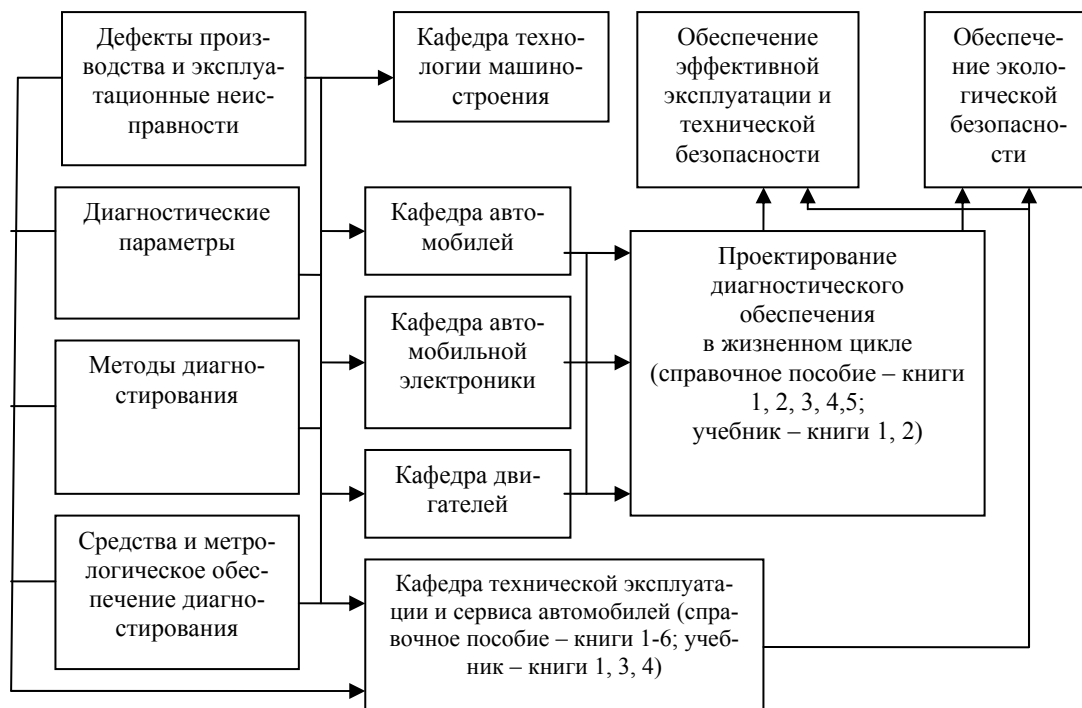 Дефекты произ-
водства и эксплуа-
тационные неис-
правности
Кафедра техно-
логии машино-
строения
Обеспечение
эффективной
эксплуатации и
технической
безопасности
Обеспече-
ние эколо-
гической
безопасно-
сти
Диагностические
параметры
Кафедра авто-
мобилей
Проектирование
диагностического
обеспечения
в жизненном цикле
(справочное пособие – книги
1, 2, 3, 4,5;
учебник – книги 1, 2)
Методы диагно-
стирования
Кафедра авто-
мобильной
электроники
Кафедра дви-
гателей
Средства и метро-
логическое обес-
печение диагно-
стирования
Кафедра технической эксплуата-
ции и сервиса автомобилей (спра-
вочное пособие – книги 1-6; учеб-
ник – книги 1, 3, 4)